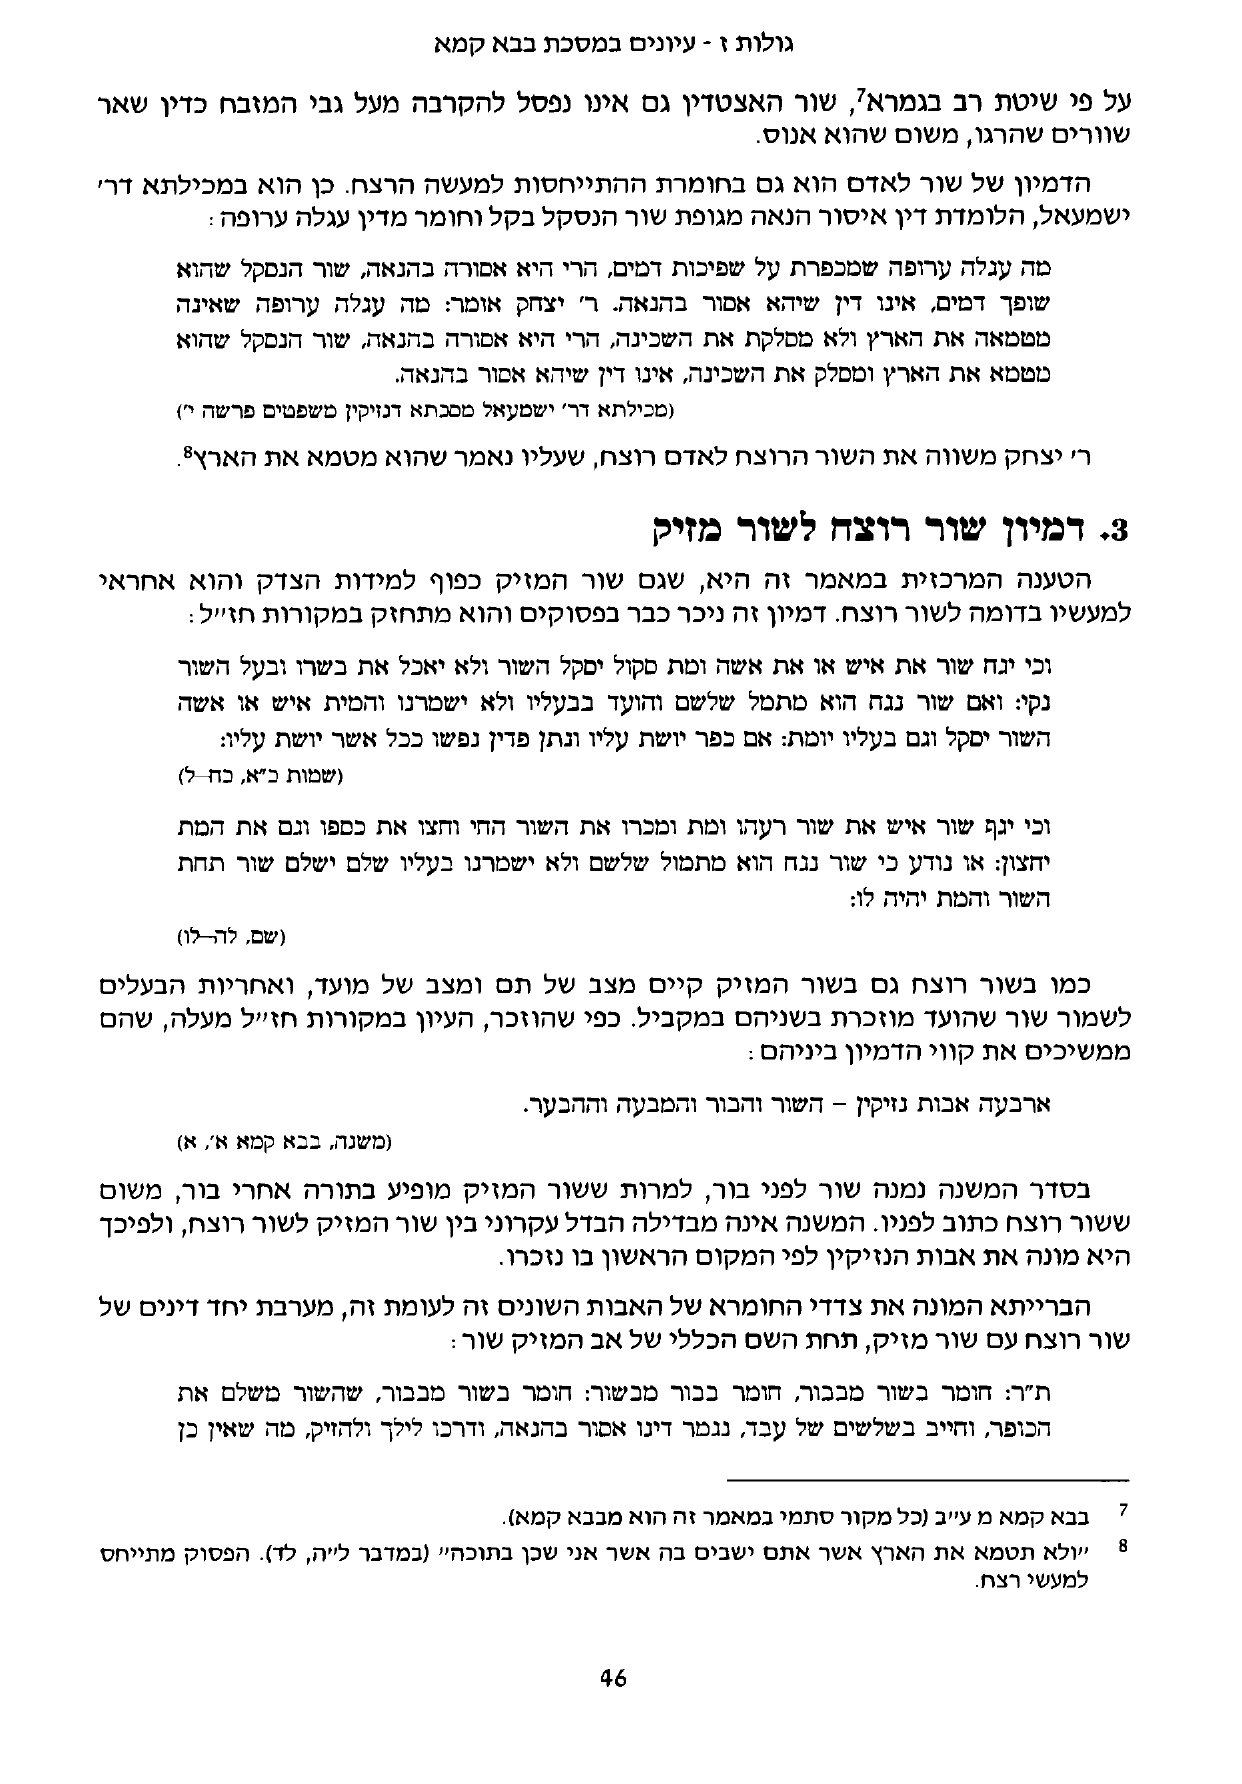 גולות ז - עיונים במסכת בבא קמא
על פי שיטת רב בגמרא7, שור האצטדין גם אינו נפסל להקרבה מעל גבי המזבח כדין שאר
שוורים שהרגו, משום שהוא אנוס.
הדמיון של שור לאדם הוא גם בחומרת ההתייחסות למעשה הרצח. כן הוא במכילתא דר׳
ישמעאל, הלומדת דין איסור הנאה מגופת שור הנסקל בקל וחומר מדין עגלה ערופה:
מה עגלה ערופה שמכפרת על שפיכות דמים, הרי היא אסורה בהנאה, שור הנסקל שהוא
שופך דמים, אינו דין שיהא אסור בהנאה. ר׳ יצחק אומר: מה עגלה ערופה שאינה
מטמאה את הארץ ולא מסלקת את השכינה, הרי היא אסורה בהנאה, שור הנסקל שהוא
מטמא את הארץ ומסלק את השכינה, אינו דין שיהא אסור בהנאה.
(מכילתא דר׳ ישמעאל מסכתא דנזיקין משפטים פרשה י׳)
ר׳ יצחק משווה את השור הרוצח לאדם רוצח, שעליו נאמר שהוא מטמא את הארץ8.
3. דמיון שור רוצח לשור מזיק
הטענה המרכזית במאמר זה היא, שגם שור המזיק כפוף למידות הצדק והוא אחראי
למעשיו בדומה לשור רוצח. דמיון זה ניכר כבר בפסוקים והוא מתחזק במקורות חז״ל:
וכי יגח שור את איש או את אשה ומת סקול יסקל השור ולא יאכל את בשרו ובעל השור
נקי: ואם שור נגח הוא מתמל שלשם והועד בבעליו ולא ישמרנו והמית איש או אשה
השור יסקל וגם בעליו יומת: אם כפר יושת עליו ונתן פדין נפשו ככל אשר יושת עליו:
(שמות כ״א, כח–ל)
וכי יגף שור איש את שור רעהו ומת ומכרו את השור החי וחצו את כספו וגם את המת
יחצון: או נודע כי שור נגח הוא מתמול שלשם ולא ישמרנו בעליו שלם ישלם שור תחת
השור והמת יהיה לו:
(שם, לה–לו)
כמו בשור רוצח גם בשור המזיק קיים מצב של תם ומצב של מועד, ואחריות הבעלים
לשמור שור שהועד מוזכרת בשניהם במקביל. כפי שהוזכר, העיון במקורות חז״ל מעלה, שהם
ממשיכים את קווי הדמיון ביניהם:
ארבעה אבות נזיקין – השור והבור והמבעה וההבער.
(משנה, בבא קמא א׳, א)
בסדר המשנה נמנה שור לפני בור, למרות ששור המזיק מופיע בתורה אחרי בור, משום
ששור רוצח כתוב לפניו. המשנה אינה מבדילה הבדל עקרוני בין שור המזיק לשור רוצח, ולפיכך
היא מונה את אבות הנזיקין לפי המקום הראשון בו נזכרו.
הברייתא המונה את צדדי החומרא של האבות השונים זה לעומת זה, מערבת יחד דינים של
שור רוצח עם שור מזיק, תחת השם הכללי של אב המזיק שור:
ת״ר: חומר בשור מבבור, חומר בבור מבשור: חומר בשור מבבור, שהשור משלם את
הכופר, וחייב בשלשים של עבד, נגמר דינו אסור בהנאה, ודרכו לילך ולהזיק, מה שאין כן
7 בבא קמא מ ע״ב (כל מקור סתמי במאמר זה הוא מבבא קמא).
8 ״ולא תטמא את הארץ אשר אתם ישבים בה אשר אני שכן בתוכה״ (במדבר ל״ה, לד). הפסוק מתייחס
למעשי רצח.
46